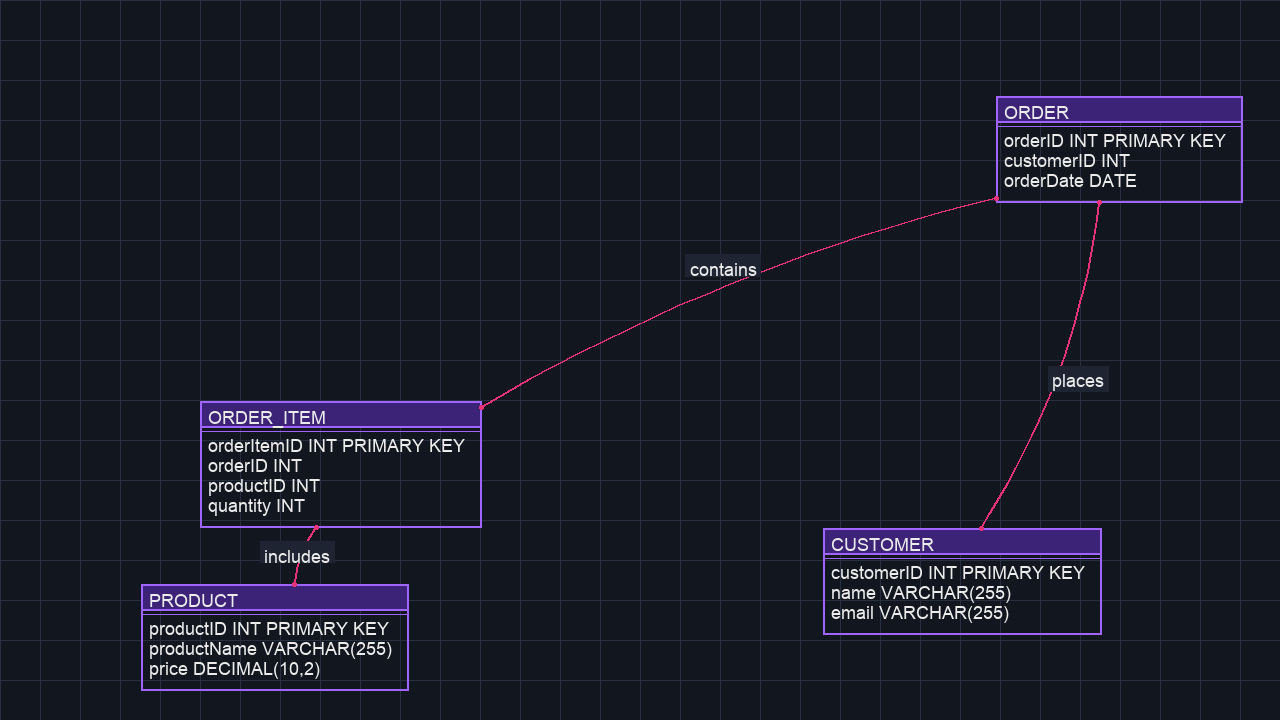 ORDER
orderID INT PRIMARY KEY
customerID INT
orderDate DATE
contains
places
ORDER_ITEM
orderItemID INT PRIMARY KEY
orderID INT
productID INT
quantity INT
includes
CUSTOMER
customerID INT PRIMARY KEY
name VARCHAR(255)
email VARCHAR(255)
PRODUCT
productID INT PRIMARY KEY
productName VARCHAR(255)
price DECIMAL(10,2)